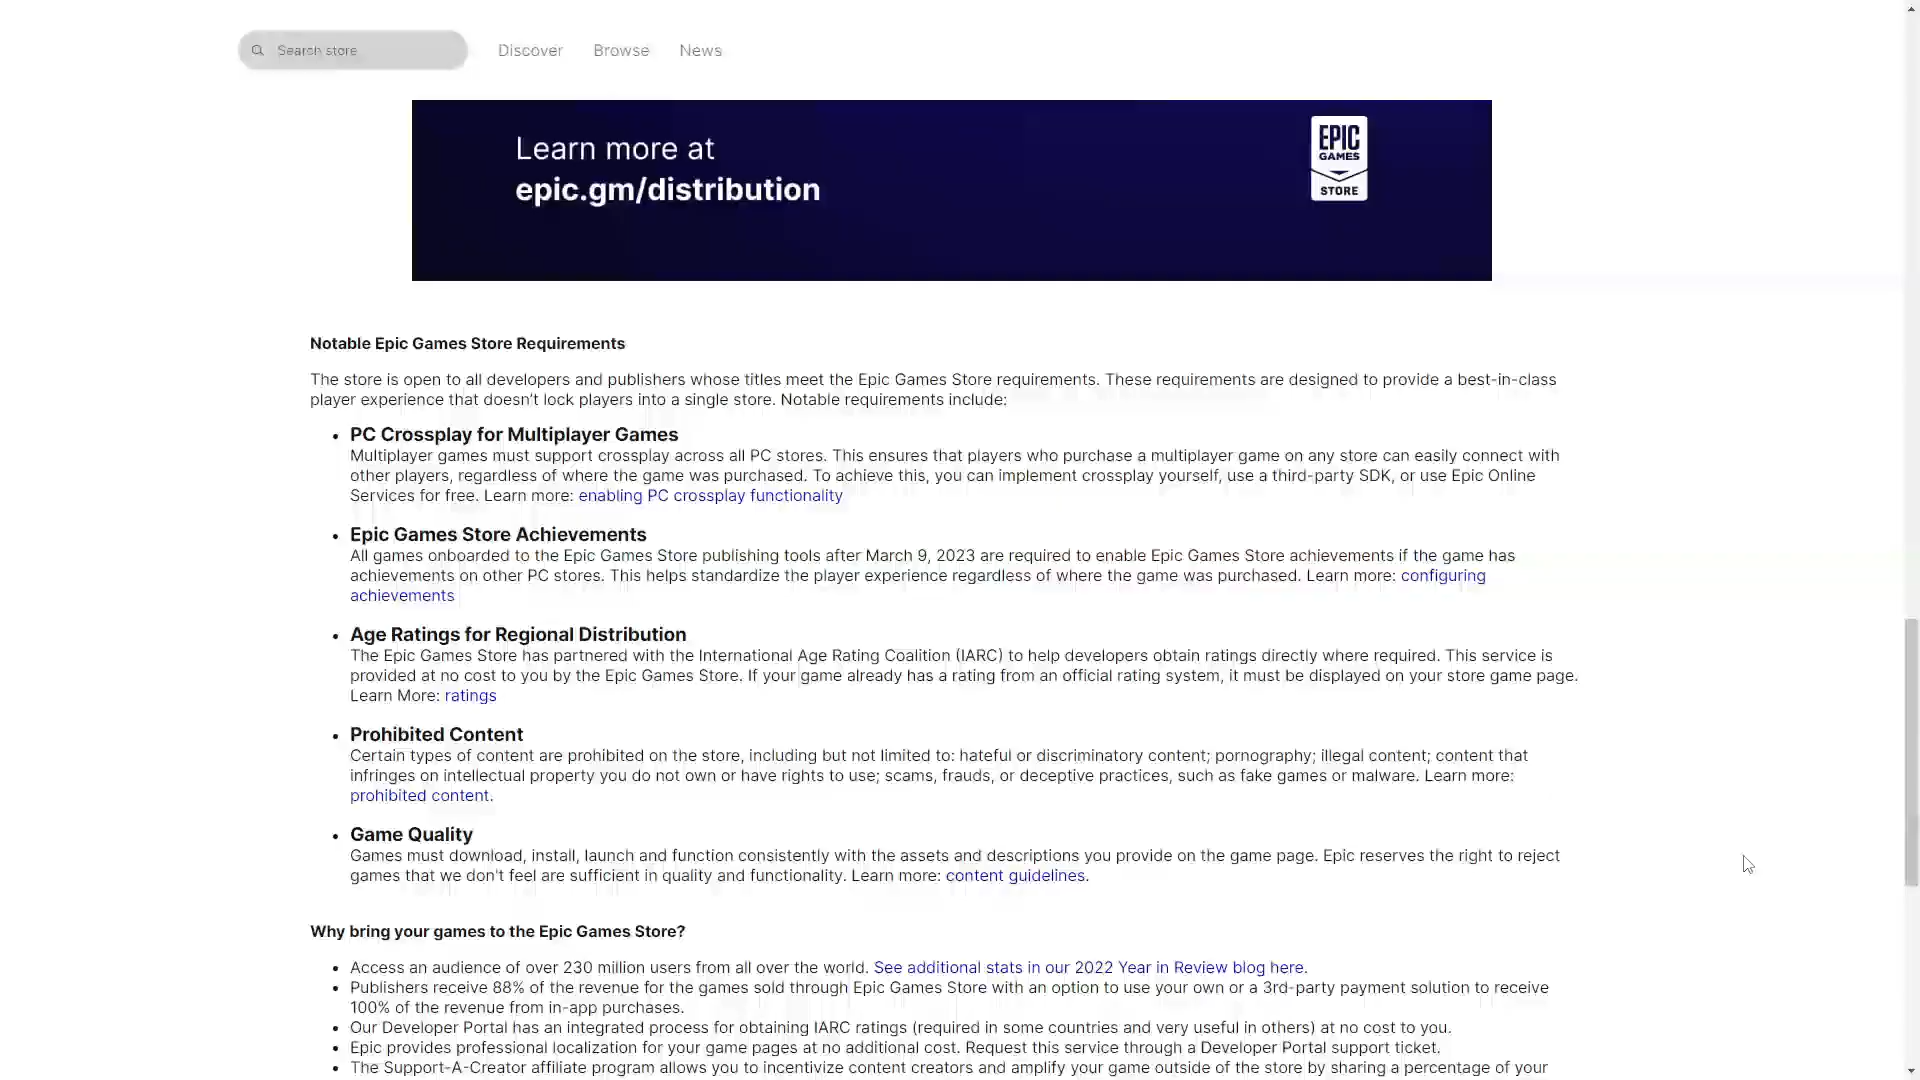 Search store
Discover
Browse
News
Learn more at
epic.gm/distribution
EPIC
GAMES
STORE
Notable Epic Games Store Requirements
The store is open to all developers and publishers whose titles meet the Epic Games Store requirements. These requirements are designed to provide a best-in-class
player experience that doesn't lock players into a single store. Notable requirements include:
• PC Crossplay for Multiplayer Games
Multiplayer games must support crossplay across all PC stores. This ensures that players who purchase a multiplayer game on any store can easily connect with
other players, regardless of where the game was purchased. To achieve this, you can implement crossplay yourself, use a third-party SDK, or use Epic Online
Services for free. Learn more: enabling PC crossplay functionality
• Epic Games Store Achievements
All games onboarded to the Epic Games Store publishing tools after March 9, 2023 are required to enable Epic Games Store achievements if the game has
achievements on other PC stores. This helps standardize the player experience regardless of where the game was purchased. Learn more: configuring
achievements
• Age Ratings for Regional Distribution
The Epic Games Store has partnered with the International Age Rating Coalition (IARC) to help developers obtain ratings directly where required. This service is
provided at no cost to you by the Epic Games Store. If your game already has a rating from an official rating system, it must be displayed on your store game page.
Learn More: ratings
• Prohibited Content
Certain types of content are prohibited on the store, including but not limited to: hateful or discriminatory content; pornography; illegal content; content that
infringes on intellectual property you do not own or have rights to use; scams, frauds, or deceptive practices, such as fake games or malware. Learn more:
prohibited content.
• Game Quality
Games must download, install, launch and function consistently with the assets and descriptions you provide on the game page. Epic reserves the right to reject
games that we don't feel are sufficient in quality and functionality. Learn more: content guidelines.
Why bring your games to the Epic Games Store?
• Access an audience of over 230 million users from all over the world. See additional stats in our 2022 Year in Review blog here.
• Publishers receive 88% of the revenue for the games sold through Epic Games Store with an option to use your own or a 3rd-party payment solution to receive
100% of the revenue from in-app purchases.
• Our Developer Portal has an integrated process for obtaining IARC ratings (required in some countries and very useful in others) at no cost to you.
• Epic provides professional localization for your game pages at no additional cost. Request this service through a Developer Portal support ticket.
• The Support-A-Creator affiliate program allows you to incentivize content creators and amplify your game outside of the store by sharing a percentage of your